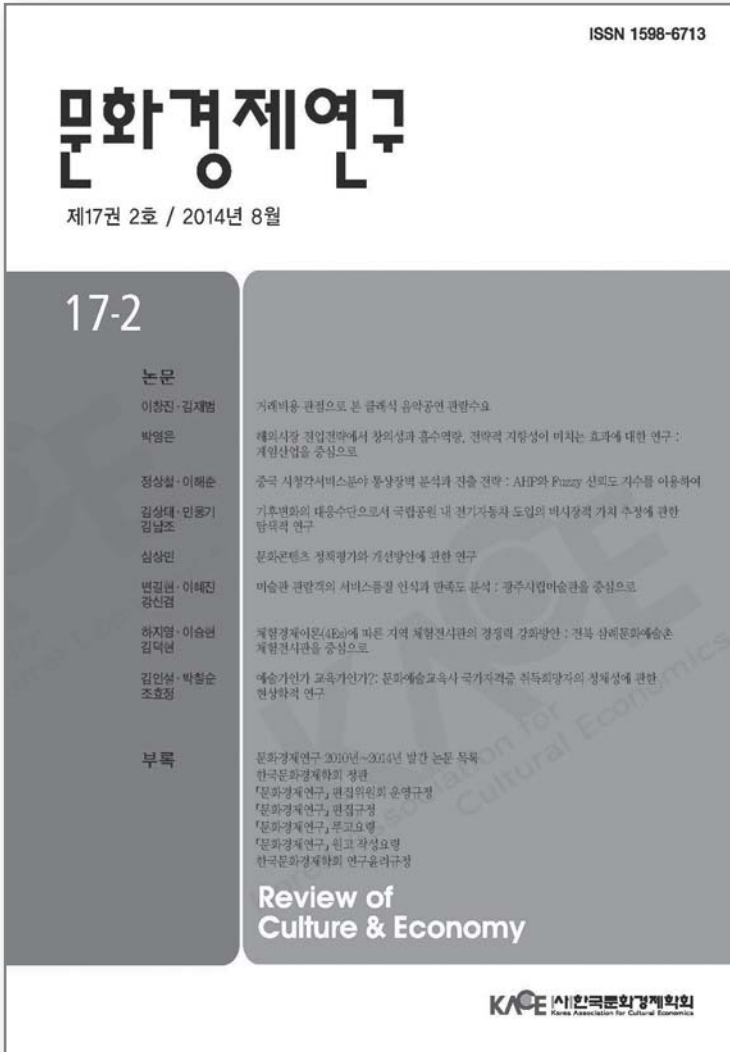 ISSN 1598-6713
문화경제연구
제17권 2호 / 2014년 8월
17-2
논문
이창진·김재범 거래비용 관점으로 본 클래식 음악공연 관람수요
박영은 해외시장 진입전략에서 창의성과 흡수역량, 전략적 지향성이 미치는 효과에 대한 연구 :
게임산업을 중심으로
정상철·이해춘 중국 시청각서비스분야 통상장벽 분석과 진출 전략 : AHP와 Fuzzy 신뢰도 지수를 이용하여
김상태·민웅기 기후변화의 대응수단으로서 국립공원 내 전기자동차 도입의 비시장적 가치 추정에 관한
김남조 탐색적 연구
심상민 문화콘텐츠 정책평가와 개선방안에 관한 연구
변길현·이혜진 미술관 관람객의 서비스품질 인식과 만족도 분석 : 광주시립미술관을 중심으로
강신겸
하지영·이승현 체험경제이론(4Es)에 따른 지역 체험전시관의 경쟁력 강화방안 : 전북 삼례문화예술촌
김덕현 체험전시관을 중심으로
김인설·박칠순 예술가인가 교육가인가?: 문화예술교육사 국가자격증 취득희망자의 정체성에 관한
조효정 현상학적 연구
부록 문화경제연구 2010년~2014년 발간 논문 목록
한국문화경제학회 정관
「문화경제연구」 편집위원회 운영규정
「문화경제연구」 편집규정
「문화경제연구」 투고요령
「문화경제연구」 원고 작성요령
한국문화경제학회 연구윤리규정
Review of
Culture & Economy
KACE (사)한국문화경제학회
Korea Association for Cultural Economics